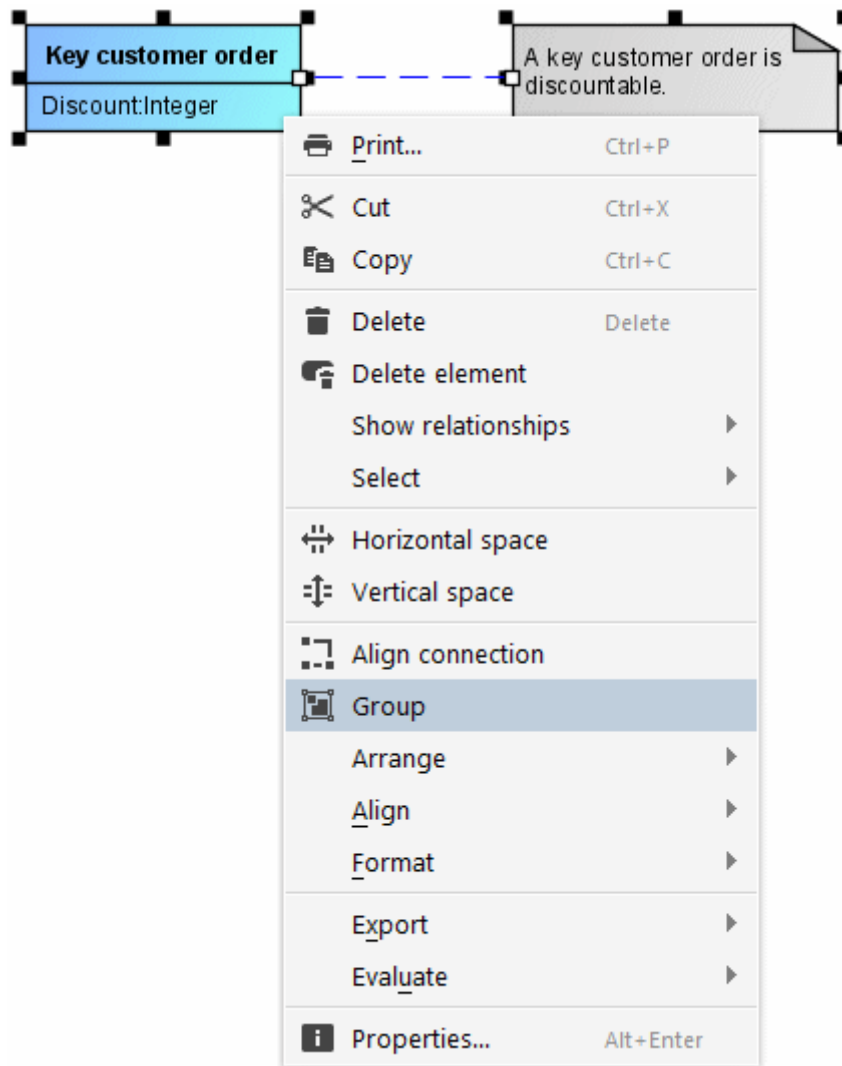 Key customer order
Discount:Integer
A key customer order is
discountable.
Print... Ctrl+P
Cut Ctrl+X
Copy Ctrl+C
Delete Delete
Delete element
Show relationships
Select
Horizontal space
Vertical space
Align connection
Group
Arrange
Align
Format
Export
Evaluate
Properties... Alt+Enter